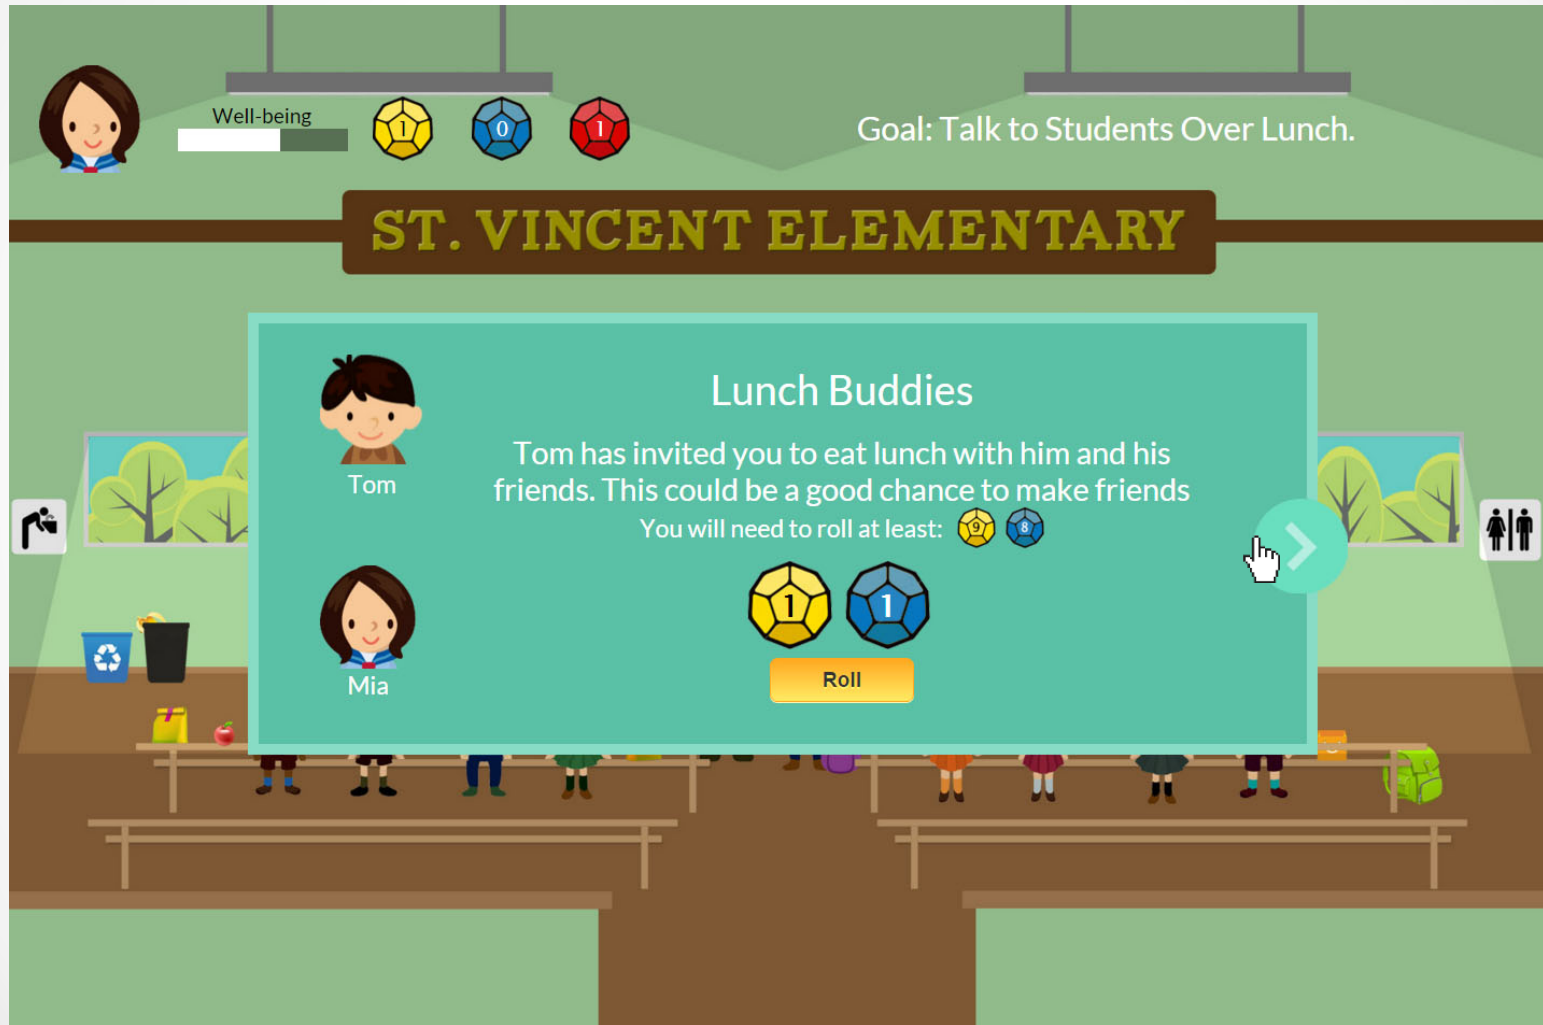 Well-being
1
0
1
Goal: Talk to Students Over Lunch.
ST. VINCENT ELEMENTARY
Lunch Buddies
Tom has invited you to eat lunch with him and his
friends. This could be a good chance to make friends
Tom
You will need to roll at least: 9 8
1 1
Roll
Mia